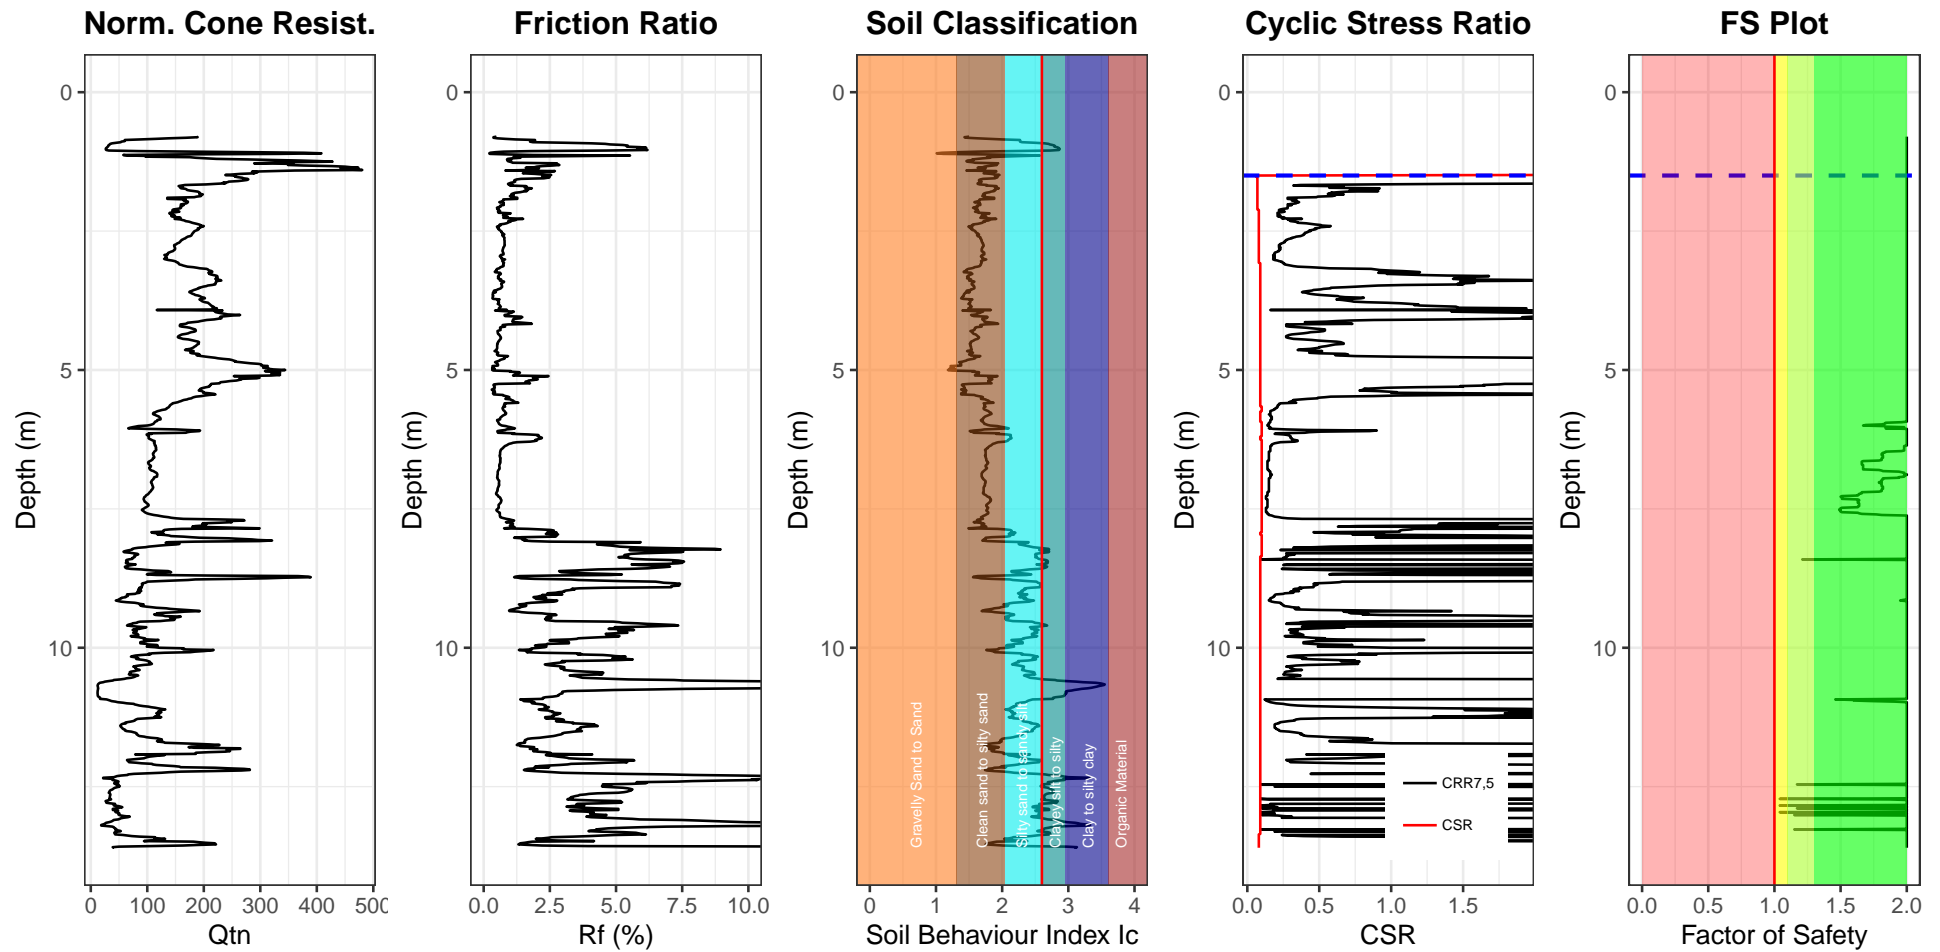 Norm. Cone Resist.
0
5
10
Depth (m)
0
100
200
300
400
500
Qtn
Friction Ratio
0
5
10
Depth (m)
0.0
2.5
5.0
7.5
10.0
Rf (%)
Soil Classification
0
5
10
Depth (m)
Gravelly Sand to Sand
Clean sand to silty sand
Silty sand to sandy silt
Clayey silt to silty
Clay to silty clay
Organic Material
0
1
2
3
4
Soil Behaviour Index Ic
Cyclic Stress Ratio
0
5
10
Depth (m)
CRR7,5
CSR
0.0
0.5
1.0
1.5
CSR
FS Plot
0
5
10
Depth (m)
0.0
0.5
1.0
1.5
2.0
Factor of Safety